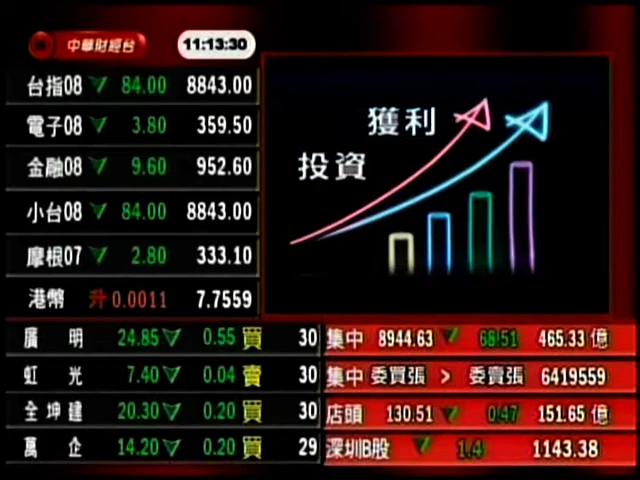 中華財經台 11:13:30
台指08 84.00 8843.00
電子08 3.80 359.50
金融08 9.60 952.60
小台08 84.00 8843.00
摩根07 2.80 333.10
港幣 升 0.0011 7.7559
獲利
投資
廣明 24.85 0.55 買 30
虹光 7.40 0.04 賣 30
全坤建 20.30 0.20 買 30
萬企 14.20 0.20 買 29
集中 8944.63 68.51 465.33 億
集中 委買張 > 委賣張 6419559
店頭 130.51 0.47 151.65 億
深圳B股 1.4 1143.38